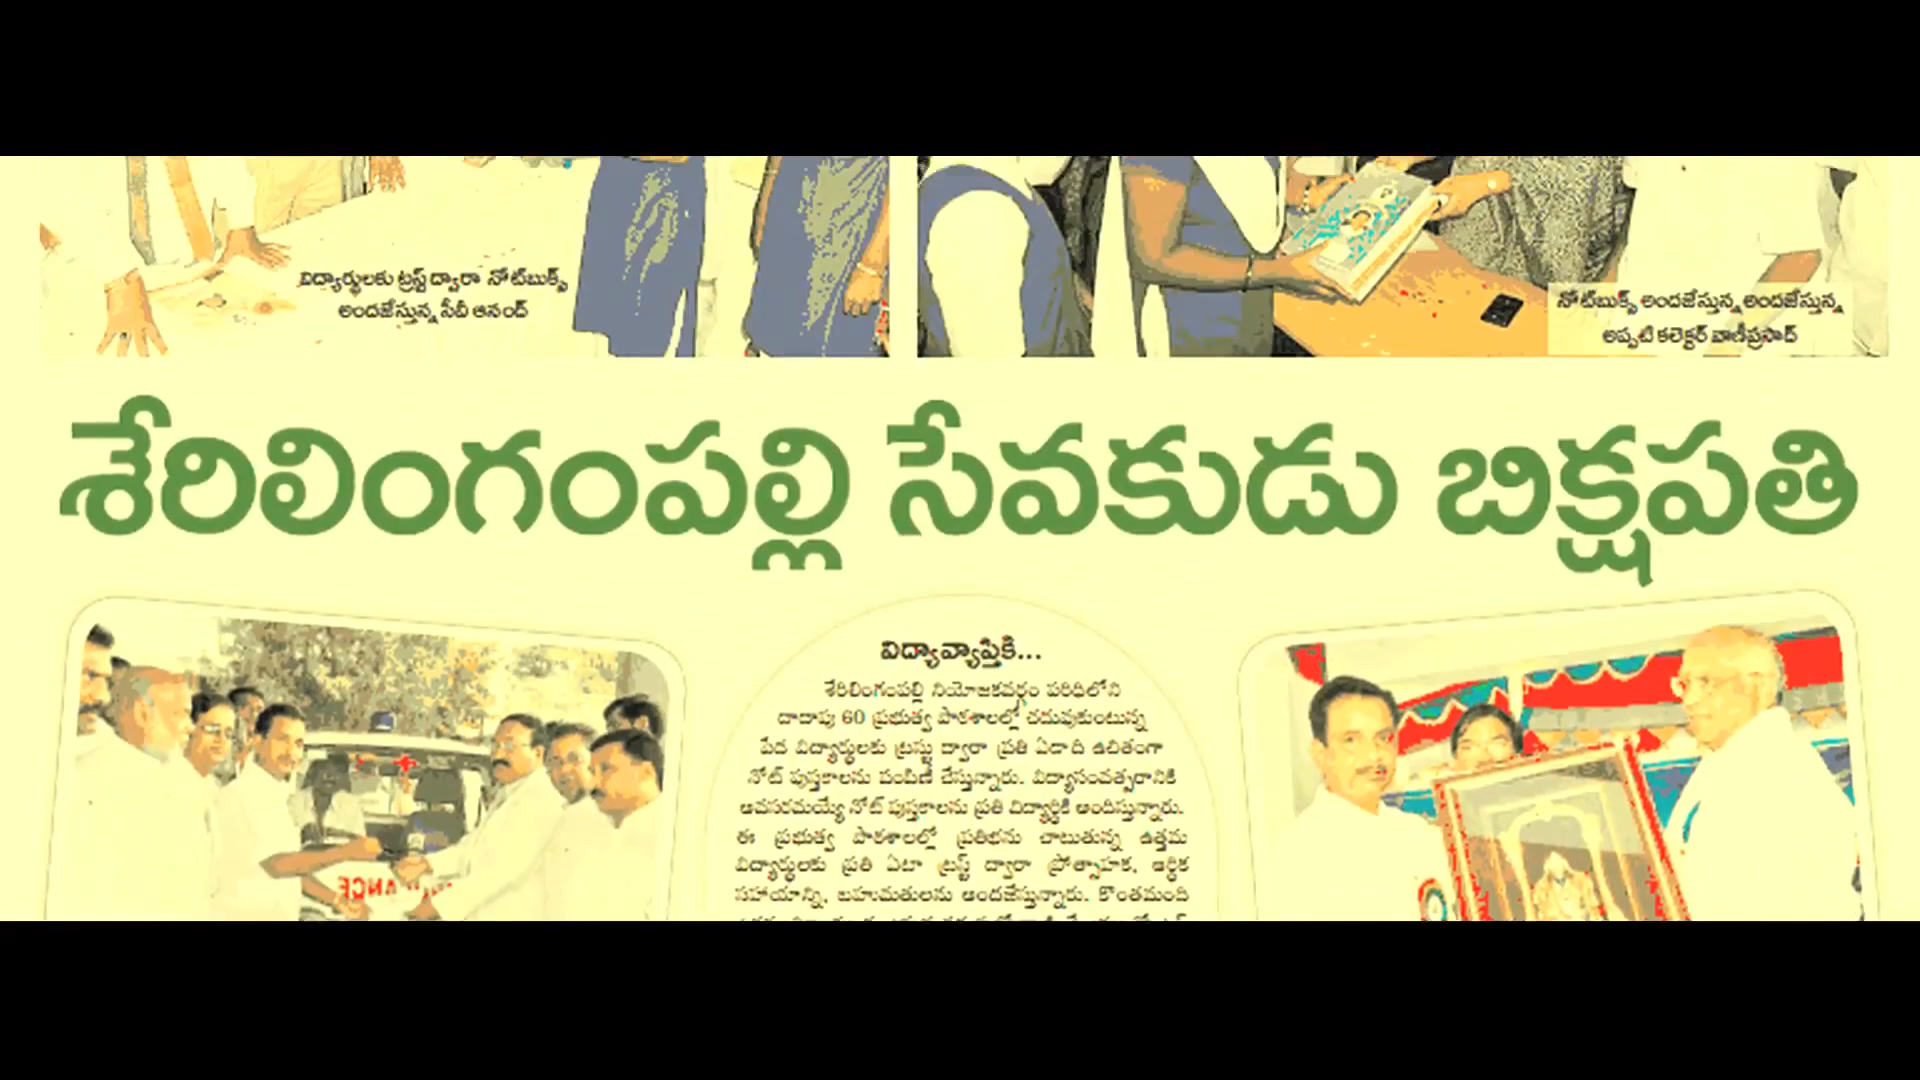 విద్యార్థులకు ట్రస్ట్ ద్వారా నోట్‌బుక్స్
అందజేస్తున్న సీవీ ఆనంద్
నోట్‌బుక్స్ అందజేస్తున్న అందజేస్తున్న
అప్పటి కలెక్టర్ వాణీప్రసాద్
శేరిలింగంపల్లి సేవకుడు బిక్షపతి
విద్యావ్యాప్తికి...
శేరిలింగంపల్లి నియోజకవర్గం పరిధిలోని
దాదాపు 60 ప్రభుత్వ పాఠశాలల్లో చదువుకుంటున్న
పేద విద్యార్థులకు ట్రస్టు ద్వారా ప్రతి ఏడాది ఉచితంగా
నోట్ పుస్తకాలను పంపిణీ చేస్తున్నారు. విద్యాసంవత్సరానికి
అవసరమయ్యే నోట్ పుస్తకాలను ప్రతి విద్యార్థికి అందిస్తున్నారు.
ఈ ప్రభుత్వ పాఠశాలల్లో ప్రతిభను చాటుతున్న ఉత్తమ
విద్యార్థులకు ప్రతి ఏటా ట్రస్ట్ ద్వారా ప్రోత్సాహక, ఆర్థిక
సహాయాన్ని, బహుమతులను అందజేస్తున్నారు. కొంతమంది